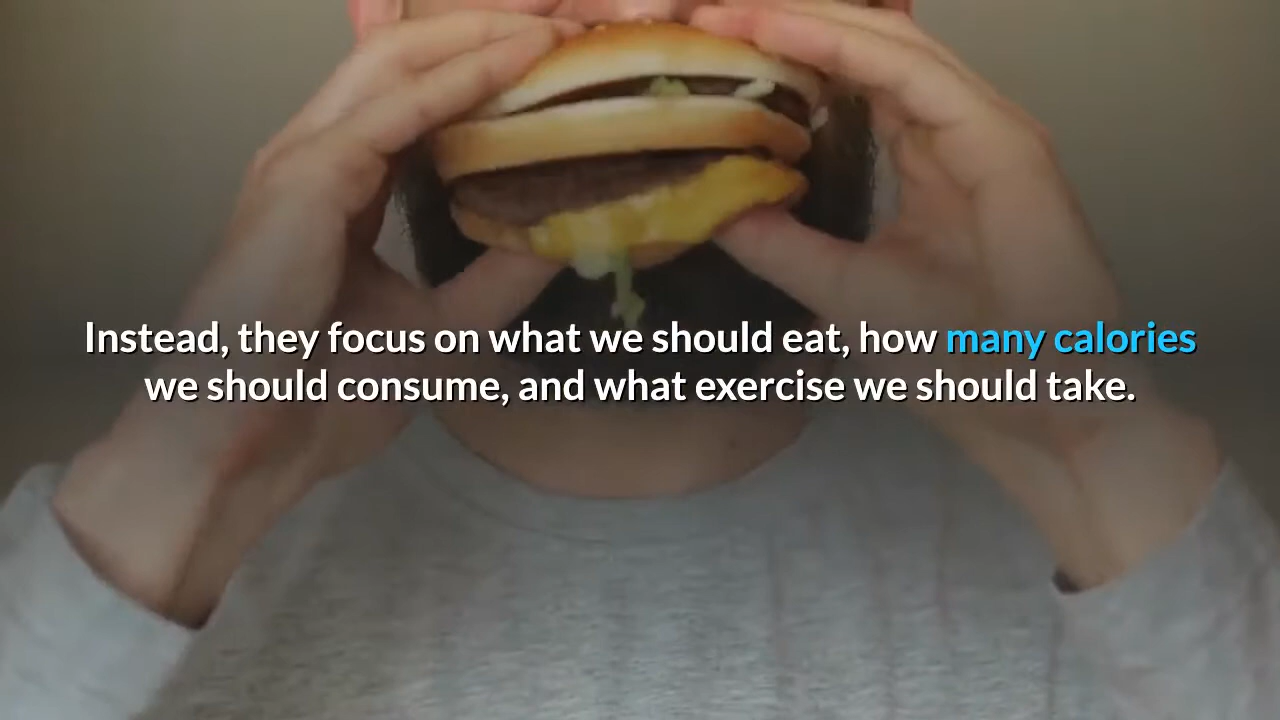 Instead, they focus on what we should eat, how many calories
we should consume, and what exercise we should take.